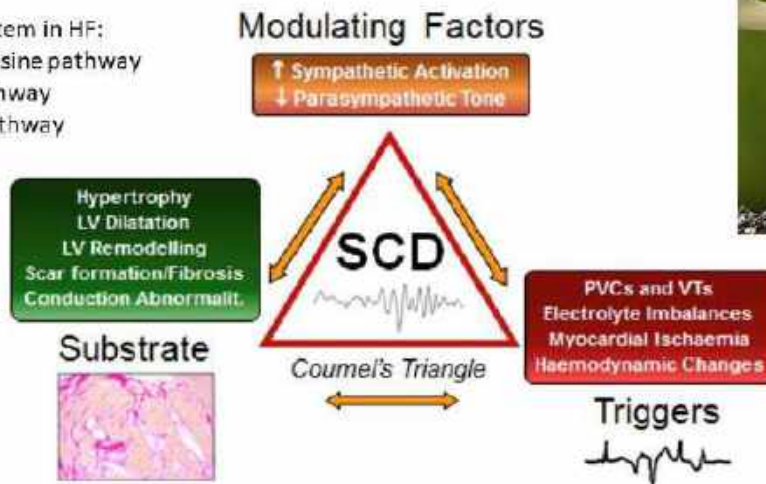 tem in HF:
sine pathway
way
thway
Modulating Factors
↑ Sympathetic Activation
↓ Parasympathetic Tone
Hypertrophy
LV Dilatation
LV Remodelling
Scar formation/Fibrosis
Conduction Abnormalit.
Substrate
SCD
Coumel's Triangle
PVCs and VTs
Electrolyte Imbalances
Myocardial Ischaemia
Haemodynamic Changes
Triggers